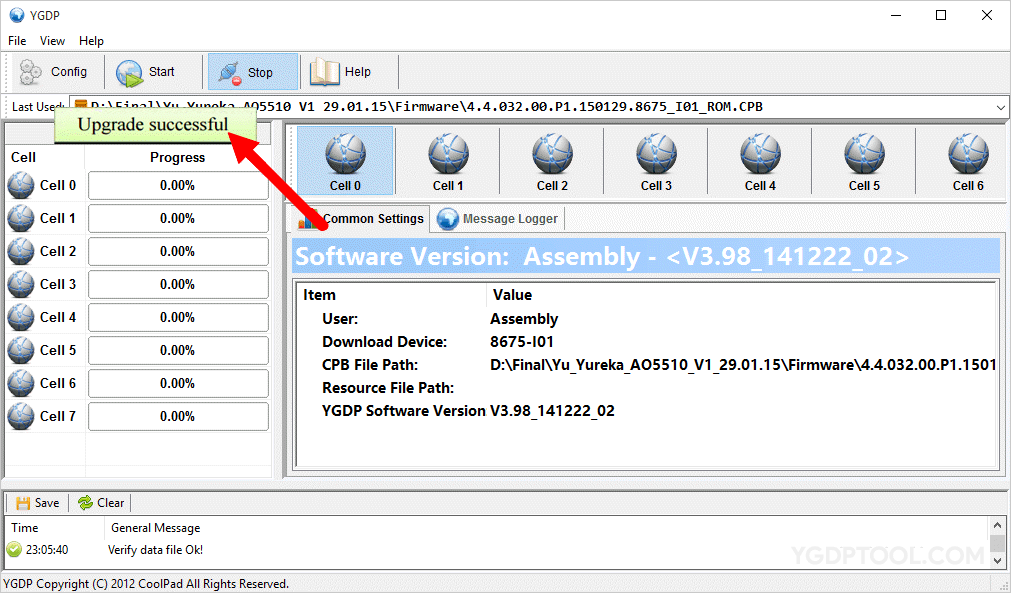 YGDP
File View Help
Config Start Stop Help
Last Used: D:\Final\Yu_Yureka_AO5510_V1_29.01.15\Firmware\4.4.032.00.P1.150129.8675_I01_ROM.CPB
Upgrade successful
Cell Progress
Cell 0 0.00%
Cell 1 0.00%
Cell 2 0.00%
Cell 3 0.00%
Cell 4 0.00%
Cell 5 0.00%
Cell 6 0.00%
Cell 7 0.00%
Cell 0 Cell 1 Cell 2 Cell 3 Cell 4 Cell 5 Cell 6
Common Settings Message Logger
Software Version: Assembly - <V3.98_141222_02>
Item Value
User: Assembly
Download Device: 8675-I01
CPB File Path: D:\Final\Yu_Yureka_AO5510_V1_29.01.15\Firmware\4.4.032.00.P1.1501
Resource File Path:
YGDP Software Version V3.98_141222_02
Save Clear
Time General Message
23:05:40 Verify data file Ok!
YGDPTOOL.COM
YGDP Copyright (C) 2012 CoolPad All Rights Reserved.